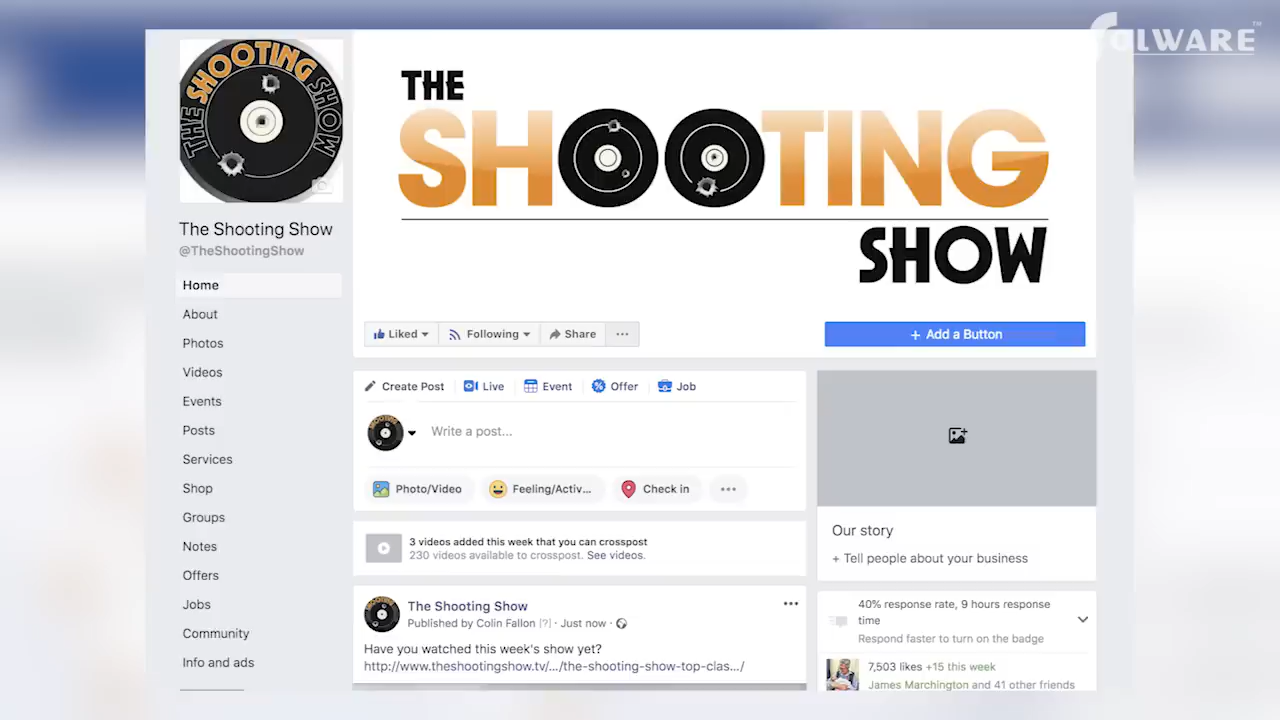 SOLWARE™
THE SHOOTING SHOW
THE
SHOOTING
SHOW
The Shooting Show
@TheShootingShow
Home
About
Photos
Videos
Events
Posts
Services
Shop
Groups
Notes
Offers
Jobs
Community
Info and ads
Liked
Following
Share
...
+ Add a Button
Create Post
Live
Event
Offer
Job
SHOOTING
Write a post...
Photo/Video
Feeling/Activ...
Check in
...
3 videos added this week that you can crosspost
230 videos available to crosspost. See videos.
The Shooting Show
...
Published by Colin Fallon [?] · Just now ·
Have you watched this week's show yet?
http://www.theshootingshow.tv/.../the-shooting-show-top-clas.../
Our story
+ Tell people about your business
40% response rate, 9 hours response
time
Respond faster to turn on the badge
7,503 likes +15 this week
James Marchington and 41 other friends